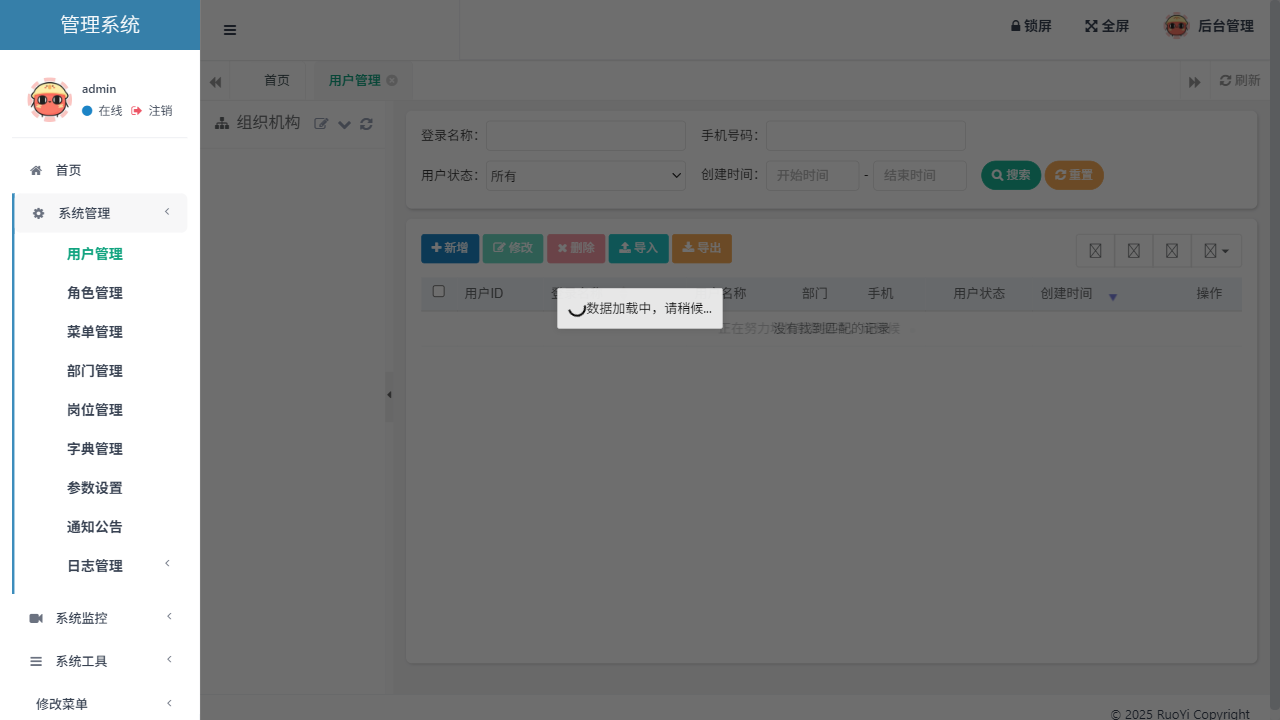 管理系统
admin
在线 注销
首页
系统管理
用户管理
角色管理
菜单管理
部门管理
岗位管理
字典管理
参数设置
通知公告
日志管理
系统监控
系统工具
修改菜单
锁屏 全屏 后台管理
首页 用户管理 刷新
组织机构
登录名称： 手机号码：
用户状态： 所有 创建时间： 开始时间 - 结束时间 搜索 重置
新增 修改 删除 导入 导出
用户ID 名称 部门 手机 用户状态 创建时间 操作
数据加载中，请稍候...
没有找到匹配的记录
© 2025 RuoYi Copyright